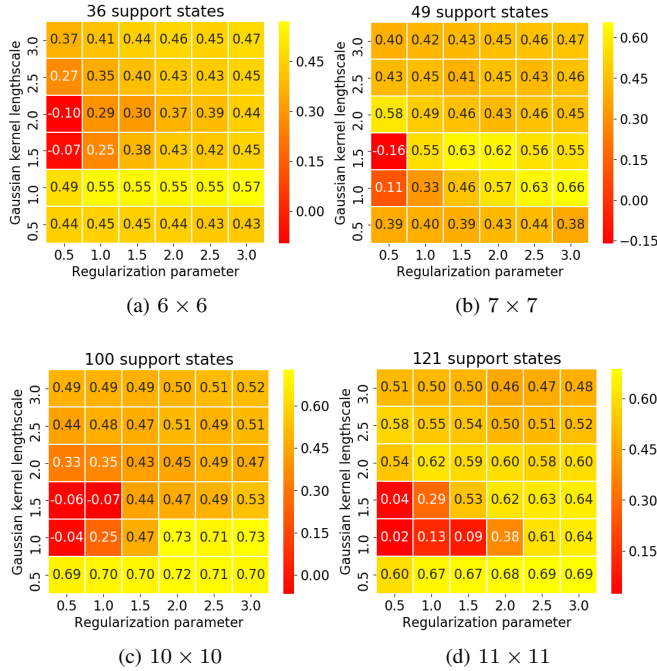 36 support states
Gaussian kernel lengthscale
3.0 0.37 0.41 0.44 0.46 0.45 0.47
2.5 0.27 0.35 0.40 0.43 0.43 0.45
2.0 -0.10 0.29 0.30 0.37 0.39 0.44
1.5 -0.07 0.25 0.38 0.43 0.42 0.45
1.0 0.49 0.55 0.55 0.55 0.55 0.57
0.5 0.44 0.45 0.45 0.44 0.43 0.43
0.5 1.0 1.5 2.0 2.5 3.0
Regularization parameter
0.45
0.30
0.15
0.00
(a) 6 × 6
49 support states
Gaussian kernel lengthscale
3.0 0.40 0.42 0.43 0.45 0.46 0.47
2.5 0.43 0.45 0.41 0.45 0.43 0.46
2.0 0.58 0.49 0.46 0.43 0.46 0.45
1.5 -0.16 0.55 0.63 0.62 0.56 0.55
1.0 0.11 0.33 0.46 0.57 0.63 0.66
0.5 0.39 0.40 0.39 0.43 0.44 0.38
0.5 1.0 1.5 2.0 2.5 3.0
Regularization parameter
0.60
0.45
0.30
0.15
0.00
−0.15
(b) 7 × 7
100 support states
Gaussian kernel lengthscale
3.0 0.49 0.49 0.49 0.50 0.51 0.52
2.5 0.44 0.48 0.47 0.51 0.49 0.51
2.0 0.33 0.35 0.43 0.45 0.49 0.47
1.5 -0.06 -0.07 0.44 0.47 0.49 0.53
1.0 -0.04 0.25 0.47 0.73 0.71 0.73
0.5 0.69 0.70 0.70 0.72 0.71 0.70
0.5 1.0 1.5 2.0 2.5 3.0
Regularization parameter
0.60
0.45
0.30
0.15
0.00
(c) 10 × 10
121 support states
Gaussian kernel lengthscale
3.0 0.51 0.50 0.50 0.46 0.47 0.48
2.5 0.58 0.55 0.54 0.50 0.51 0.52
2.0 0.54 0.62 0.59 0.60 0.58 0.60
1.5 0.04 0.29 0.53 0.62 0.63 0.64
1.0 0.02 0.13 0.09 0.38 0.61 0.64
0.5 0.60 0.67 0.67 0.68 0.69 0.69
0.5 1.0 1.5 2.0 2.5 3.0
Regularization parameter
0.60
0.45
0.30
0.15
(d) 11 × 11